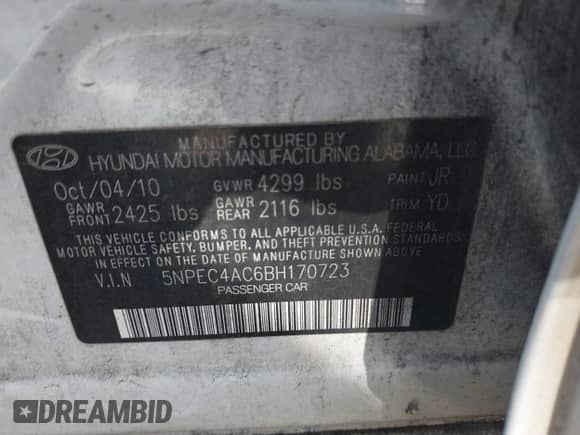 MANUFACTURED BY
HYUNDAI MOTOR MANUFACTURING ALABAMA, LLC
Oct/04/10 GVWR 4299 lbs PAINT JR
GAWR FRONT 2425 lbs GAWR REAR 2116 lbs TRIM YD
THIS VEHICLE CONFORMS TO ALL APPLICABLE U.S.A. FEDERAL
MOTOR VEHICLE SAFETY, BUMPER, AND THEFT PREVENTION STANDARDS
IN EFFECT ON THE DATE OF MANUFACTURE SHOWN ABOVE
V.I.N 5NPEC4AC6BH170723
PASSENGER CAR
DREAMBID